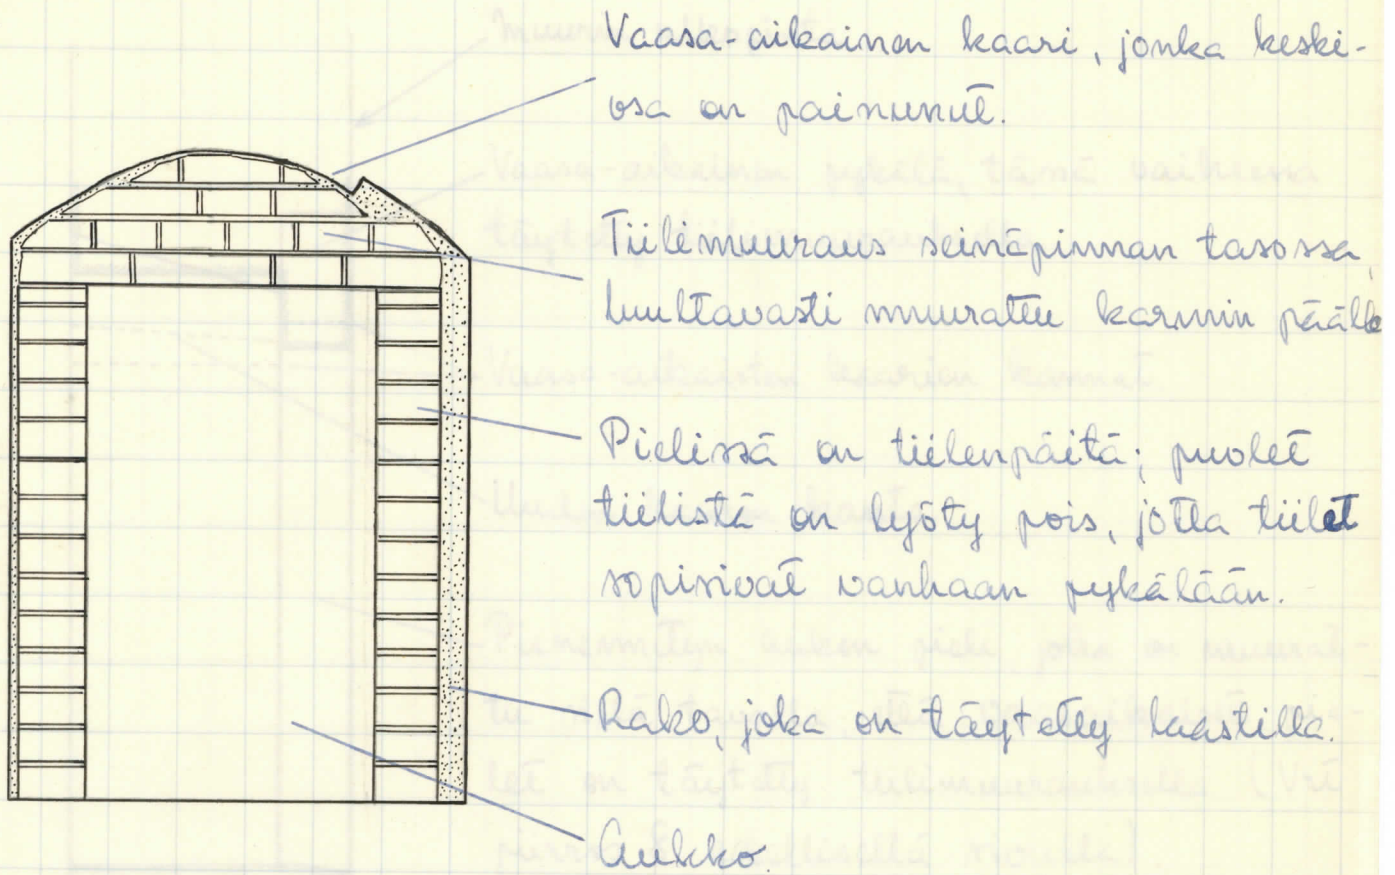 Vaasa-aikainen kaari, jonka keski-
osa on painunut.
Tiilimuuraus seinäpinnan tasossa,
luultavasti muurattu karmin päälle
Pielissä on tiilenpäitä; puolet
tiilistä on lyöty pois, jotta tiilet
sopisivat vanhaan pykälään.
Rako, joka on täytetty laastilla.
Aukko.